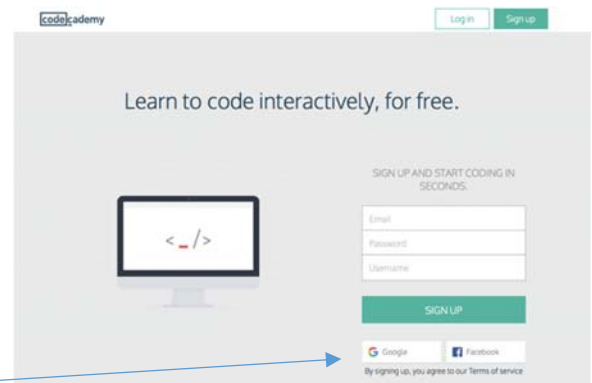 codecademy
Log in
Sign up
Learn to code interactively, for free.
SIGN UP AND START CODING IN
SECONDS.
Email
Password
Username
< _ />
SIGN UP
Google
Facebook
By signing up, you agree to our Terms of service